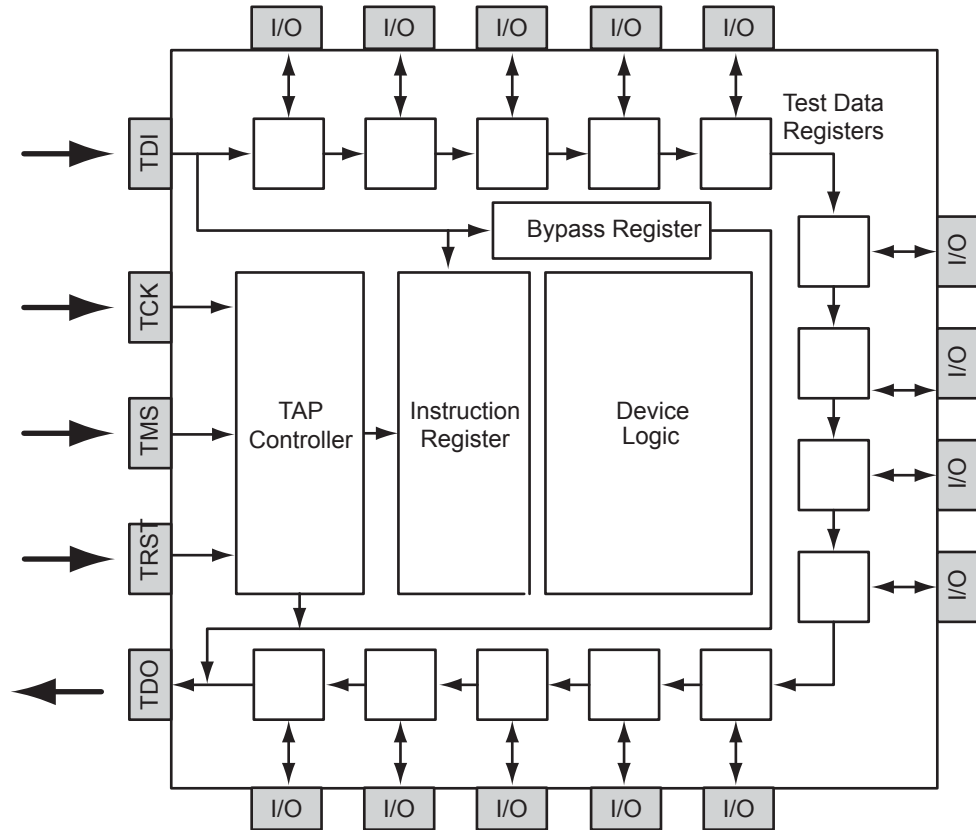 I/O I/O I/O I/O I/O
Test Data
Registers
TDI
Bypass Register
I/O
TCK
I/O
TAP
Controller
Instruction
Register
Device
Logic
TMS
I/O
TRST
I/O
TDO
I/O I/O I/O I/O I/O